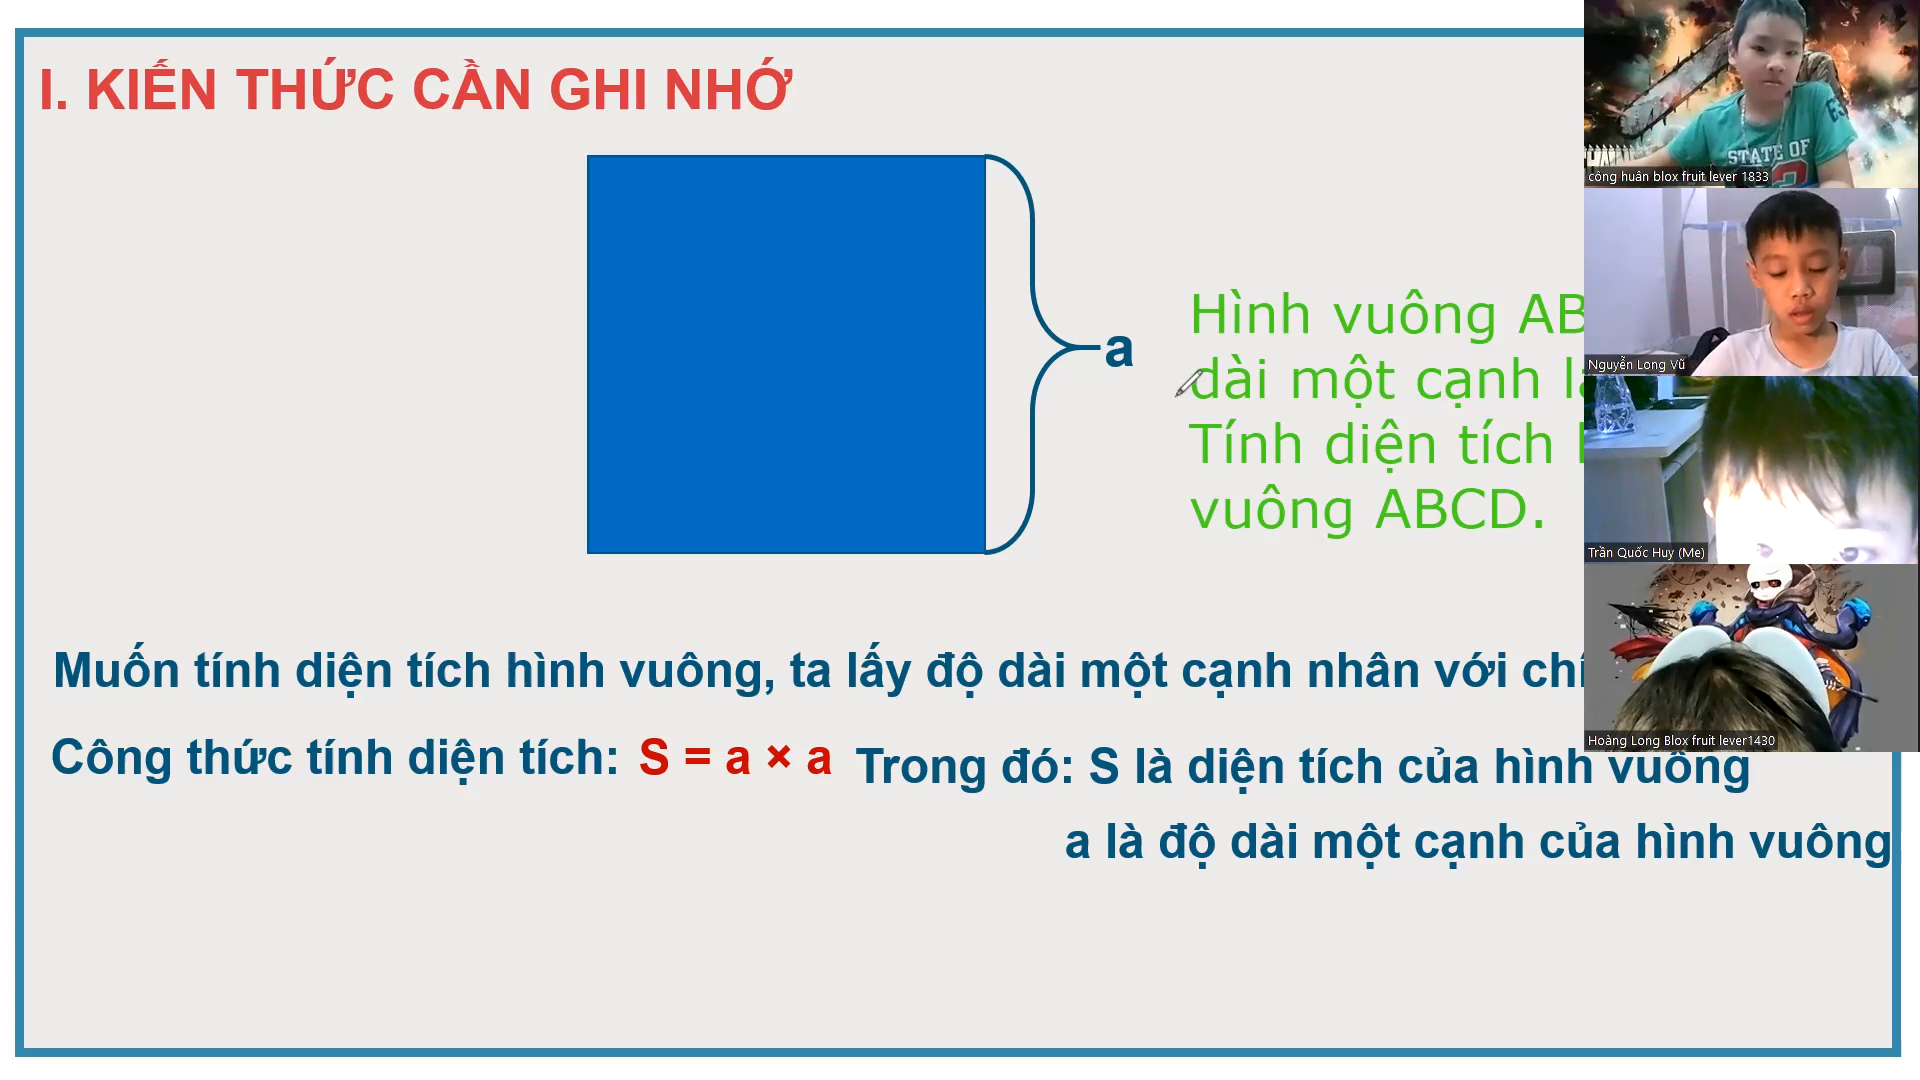 I. KIẾN THỨC CẦN GHI NHỚ
a
Hình vuông AB
dài một cạnh
Tính diện tích
vuông ABCD.
Muốn tính diện tích hình vuông, ta lấy độ dài một cạnh nhân với chí
Công thức tính diện tích: S = a × a Trong đó: S là diện tích của hình vuông
a là độ dài một cạnh của hình vuông
STATE OF
công huân blox fruit lever 1833
Nguyễn Long Vũ
Trần Quốc Huy (Me)
Hoàng Long Blox fruit lever1430